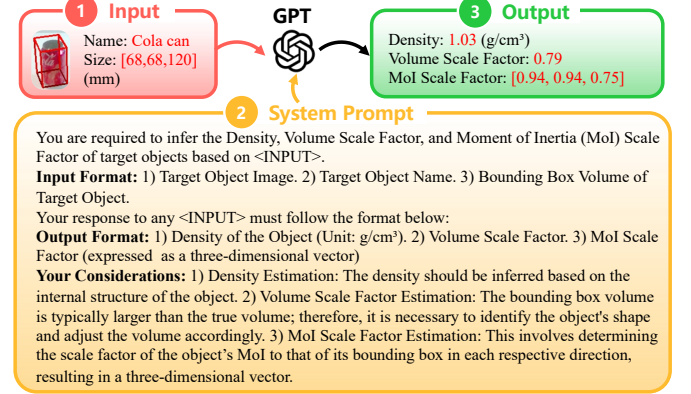 1 Input
Name: Cola can
Size: [68,68,120]
(mm)
GPT
3 Output
Density: 1.03 (g/cm³)
Volume Scale Factor: 0.79
MoI Scale Factor: [0.94, 0.94, 0.75]
2 System Prompt
You are required to infer the Density, Volume Scale Factor, and Moment of Inertia (MoI) Scale
Factor of target objects based on <INPUT>.
Input Format: 1) Target Object Image. 2) Target Object Name. 3) Bounding Box Volume of
Target Object.
Your response to any <INPUT> must follow the format below:
Output Format: 1) Density of the Object (Unit: g/cm³). 2) Volume Scale Factor. 3) MoI Scale
Factor (expressed as a three-dimensional vector)
Your Considerations: 1) Density Estimation: The density should be inferred based on the
internal structure of the object. 2) Volume Scale Factor Estimation: The bounding box volume
is typically larger than the true volume; therefore, it is necessary to identify the object's shape
and adjust the volume accordingly. 3) MoI Scale Factor Estimation: This involves determining
the scale factor of the object’s MoI to that of its bounding box in each respective direction,
resulting in a three-dimensional vector.